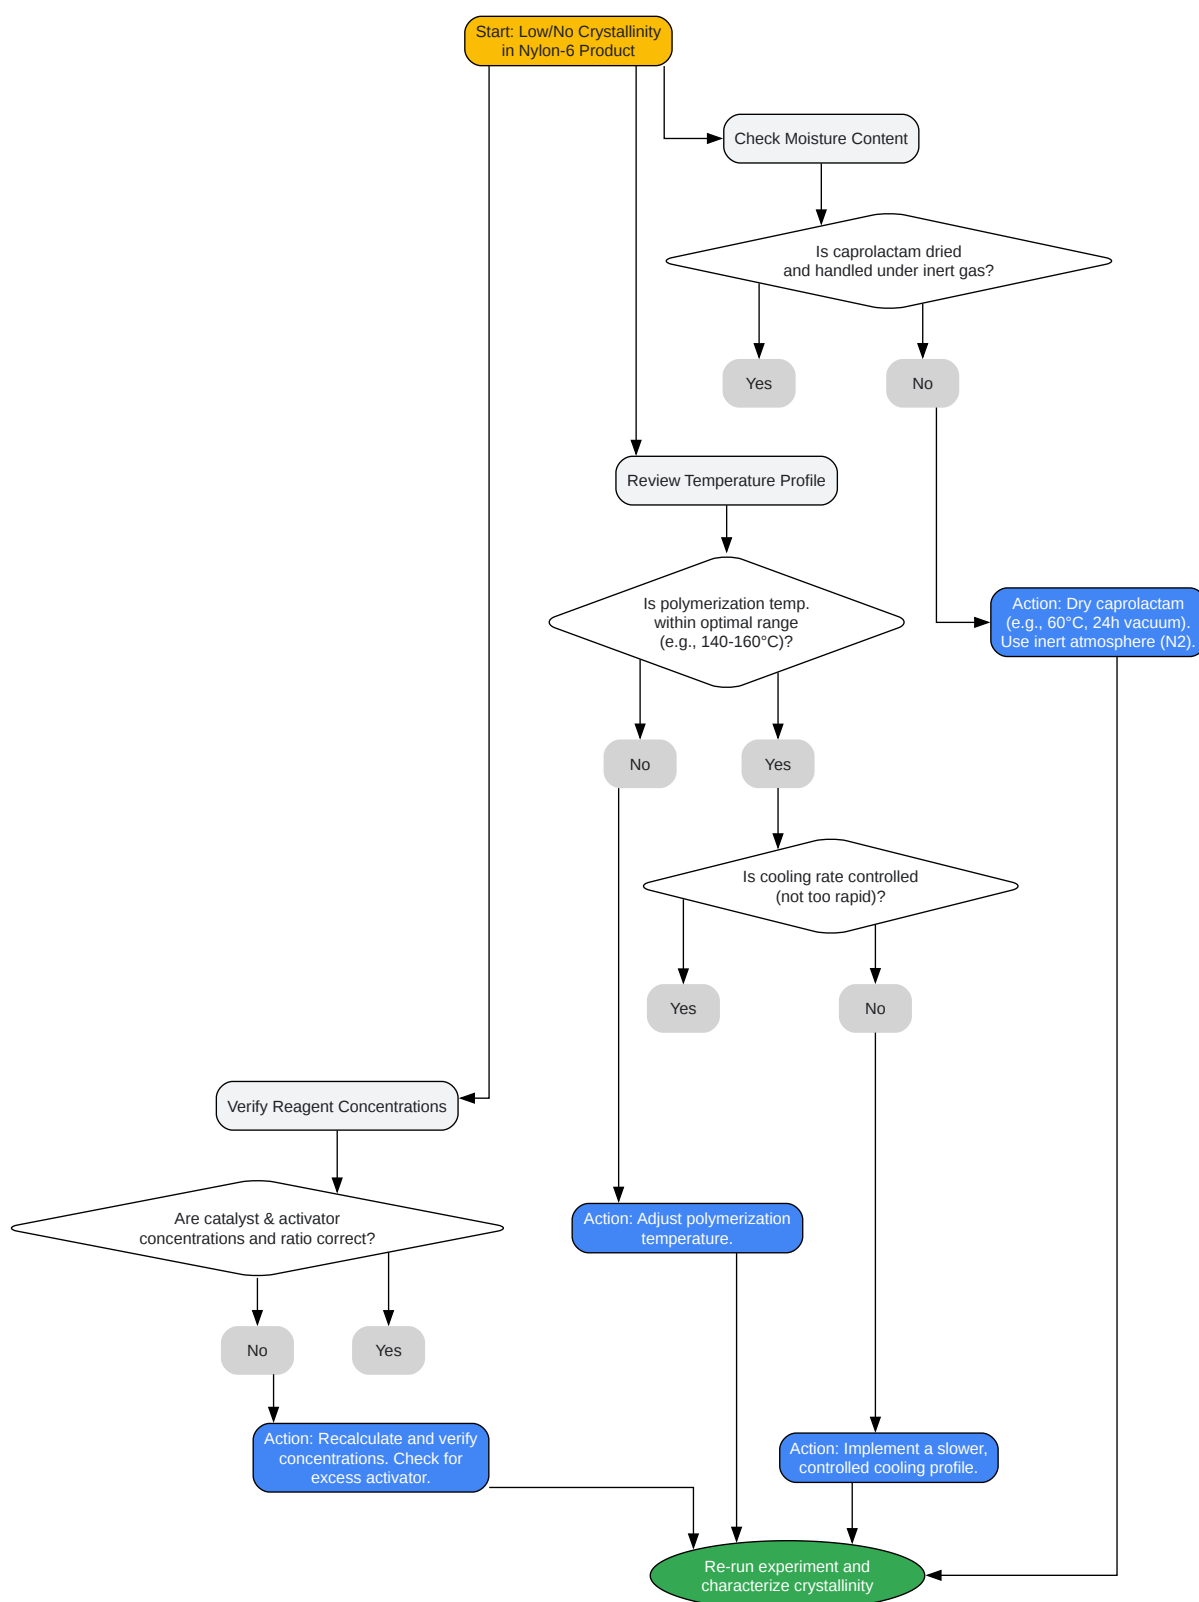 Start: Low/No Crystallinity
in Nylon-6 Product
Check Moisture Content
Is caprolactam dried
and handled under inert gas?
Yes
No
Review Temperature Profile
Is polymerization temp.
within optimal range
(e.g., 140-160°C)?
Action: Dry caprolactam
(e.g., 60°C, 24h vacuum).
Use inert atmosphere (N2).
No
Yes
Is cooling rate controlled
(not too rapid)?
Yes
No
Verify Reagent Concentrations
Are catalyst & activator
concentrations and ratio correct?
Action: Adjust polymerization
temperature.
No
Yes
Action: Recalculate and verify
concentrations. Check for
excess activator.
Action: Implement a slower,
controlled cooling profile.
Re-run experiment and
characterize crystallinity